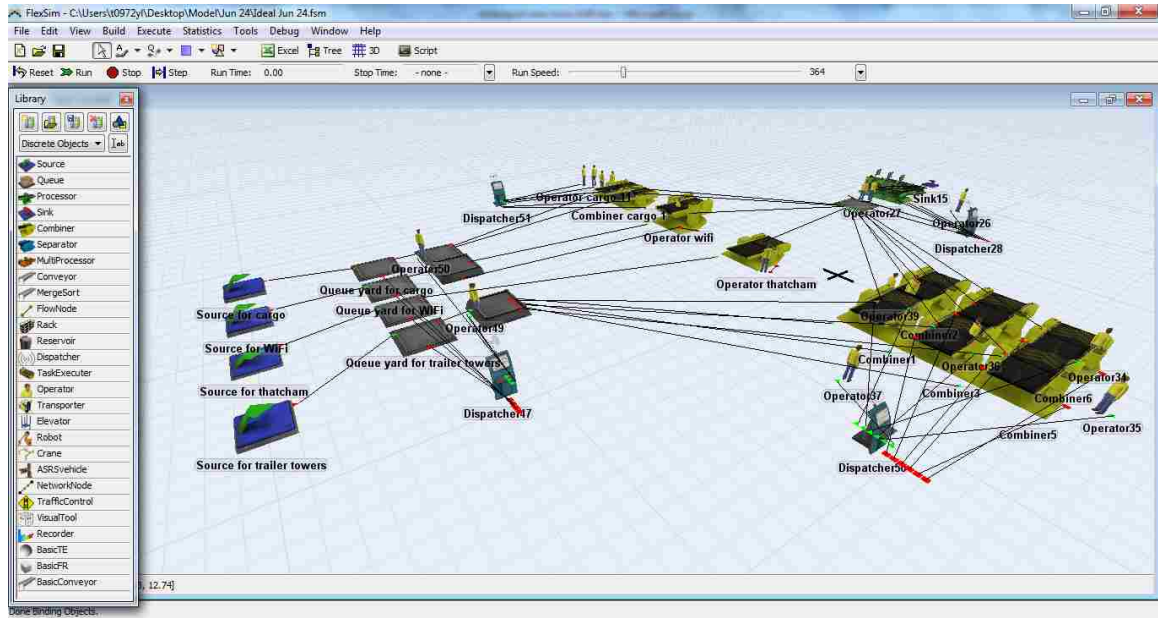 FlexSim - C:\Users\t0972yl\Desktop\Model\Jun 24\Ideal Jun 24.fsm
File Edit View Build Execute Statistics Tools Debug Window Help
Excel Tree 3D Script
Reset Run Stop Step Run Time: 0.00 Stop Time: - none - Run Speed: 364
Library
Discrete Objects
Source
Queue
Processor
Sink
Combiner
Separator
MultiProcessor
Conveyor
MergeSort
FlowNode
Rack
Reservoir
Dispatcher
TaskExecuter
Operator
Transporter
Elevator
Robot
Crane
ASRSvehicle
NetworkNode
TrafficControl
VisualTool
Recorder
BasicTE
BasicFR
BasicConveyor
Operator cargo 11
Sink15
Dispatcher51
Combiner cargo 1
Operator27
Operator26
Operator wifi
Dispatcher28
Operator50
Operator thatcham
Queue yard for cargo
Source for cargo
Queue yard for WiFi
Operator49
Operator39
Combiner2
Source for WiFi
Queue yard for trailer towers
Combiner1
Operator34
Source for thatcham
Operator37
Combiner3
Combiner6
Dispatcher47
Combiner5
Operator35
Source for trailer towers
12.74]
Done Binding Objects.